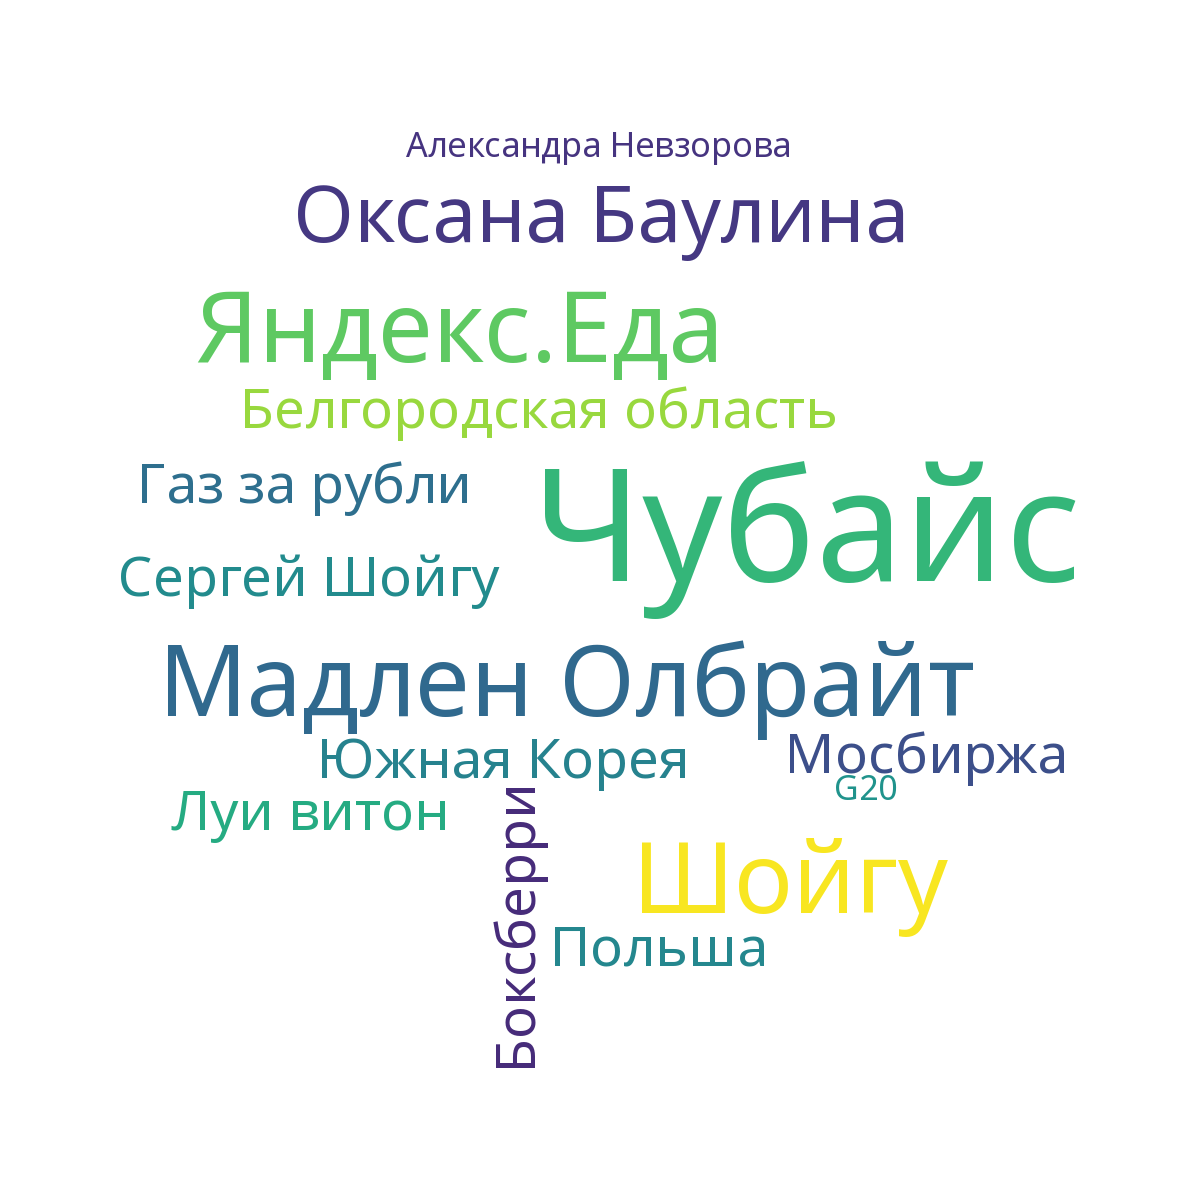 Александра Невзорова
Оксана Баулина
Яндекс.Еда
Белгородская область
Газ за рубли
Чубайс
Сергей Шойгу
Мадлен Олбрайт
Южная Корея
Мосбиржа
G20
Луи витон
Боксберри
Шойгу
Польша